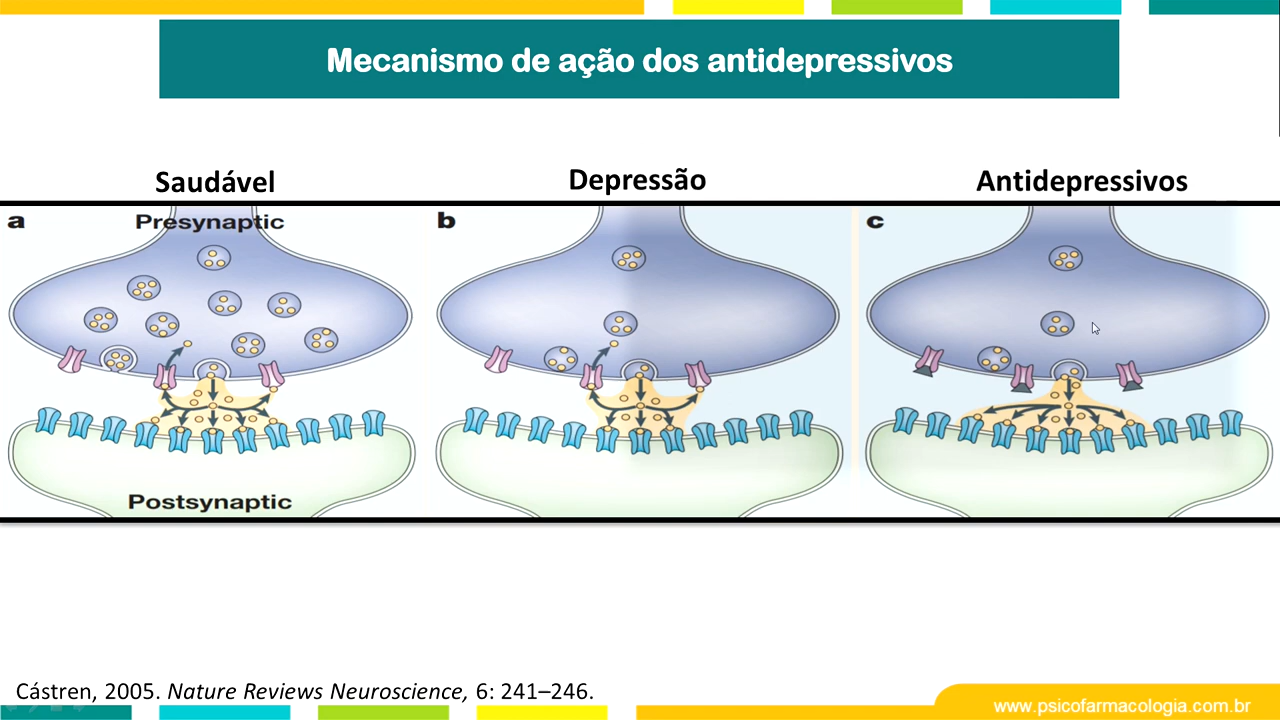 Mecanismo de ação dos antidepressivos
Saudável
Depressão
Antidepressivos
a
Presynaptic
b
c
Postsynaptic
Cástren, 2005. Nature Reviews Neuroscience, 6: 241–246.
www.psicofarmacologia.com.br